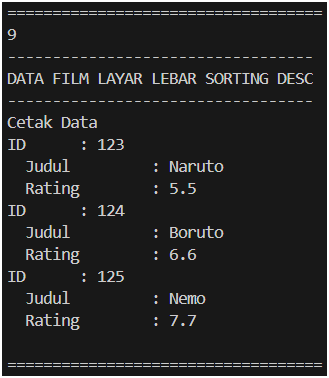 ===================================
9
----------------------------------
DATA FILM LAYAR LEBAR SORTING DESC
----------------------------------
Cetak Data
ID : 123
Judul : Naruto
Rating : 5.5
ID : 124
Judul : Boruto
Rating : 6.6
ID : 125
Judul : Nemo
Rating : 7.7
===================================